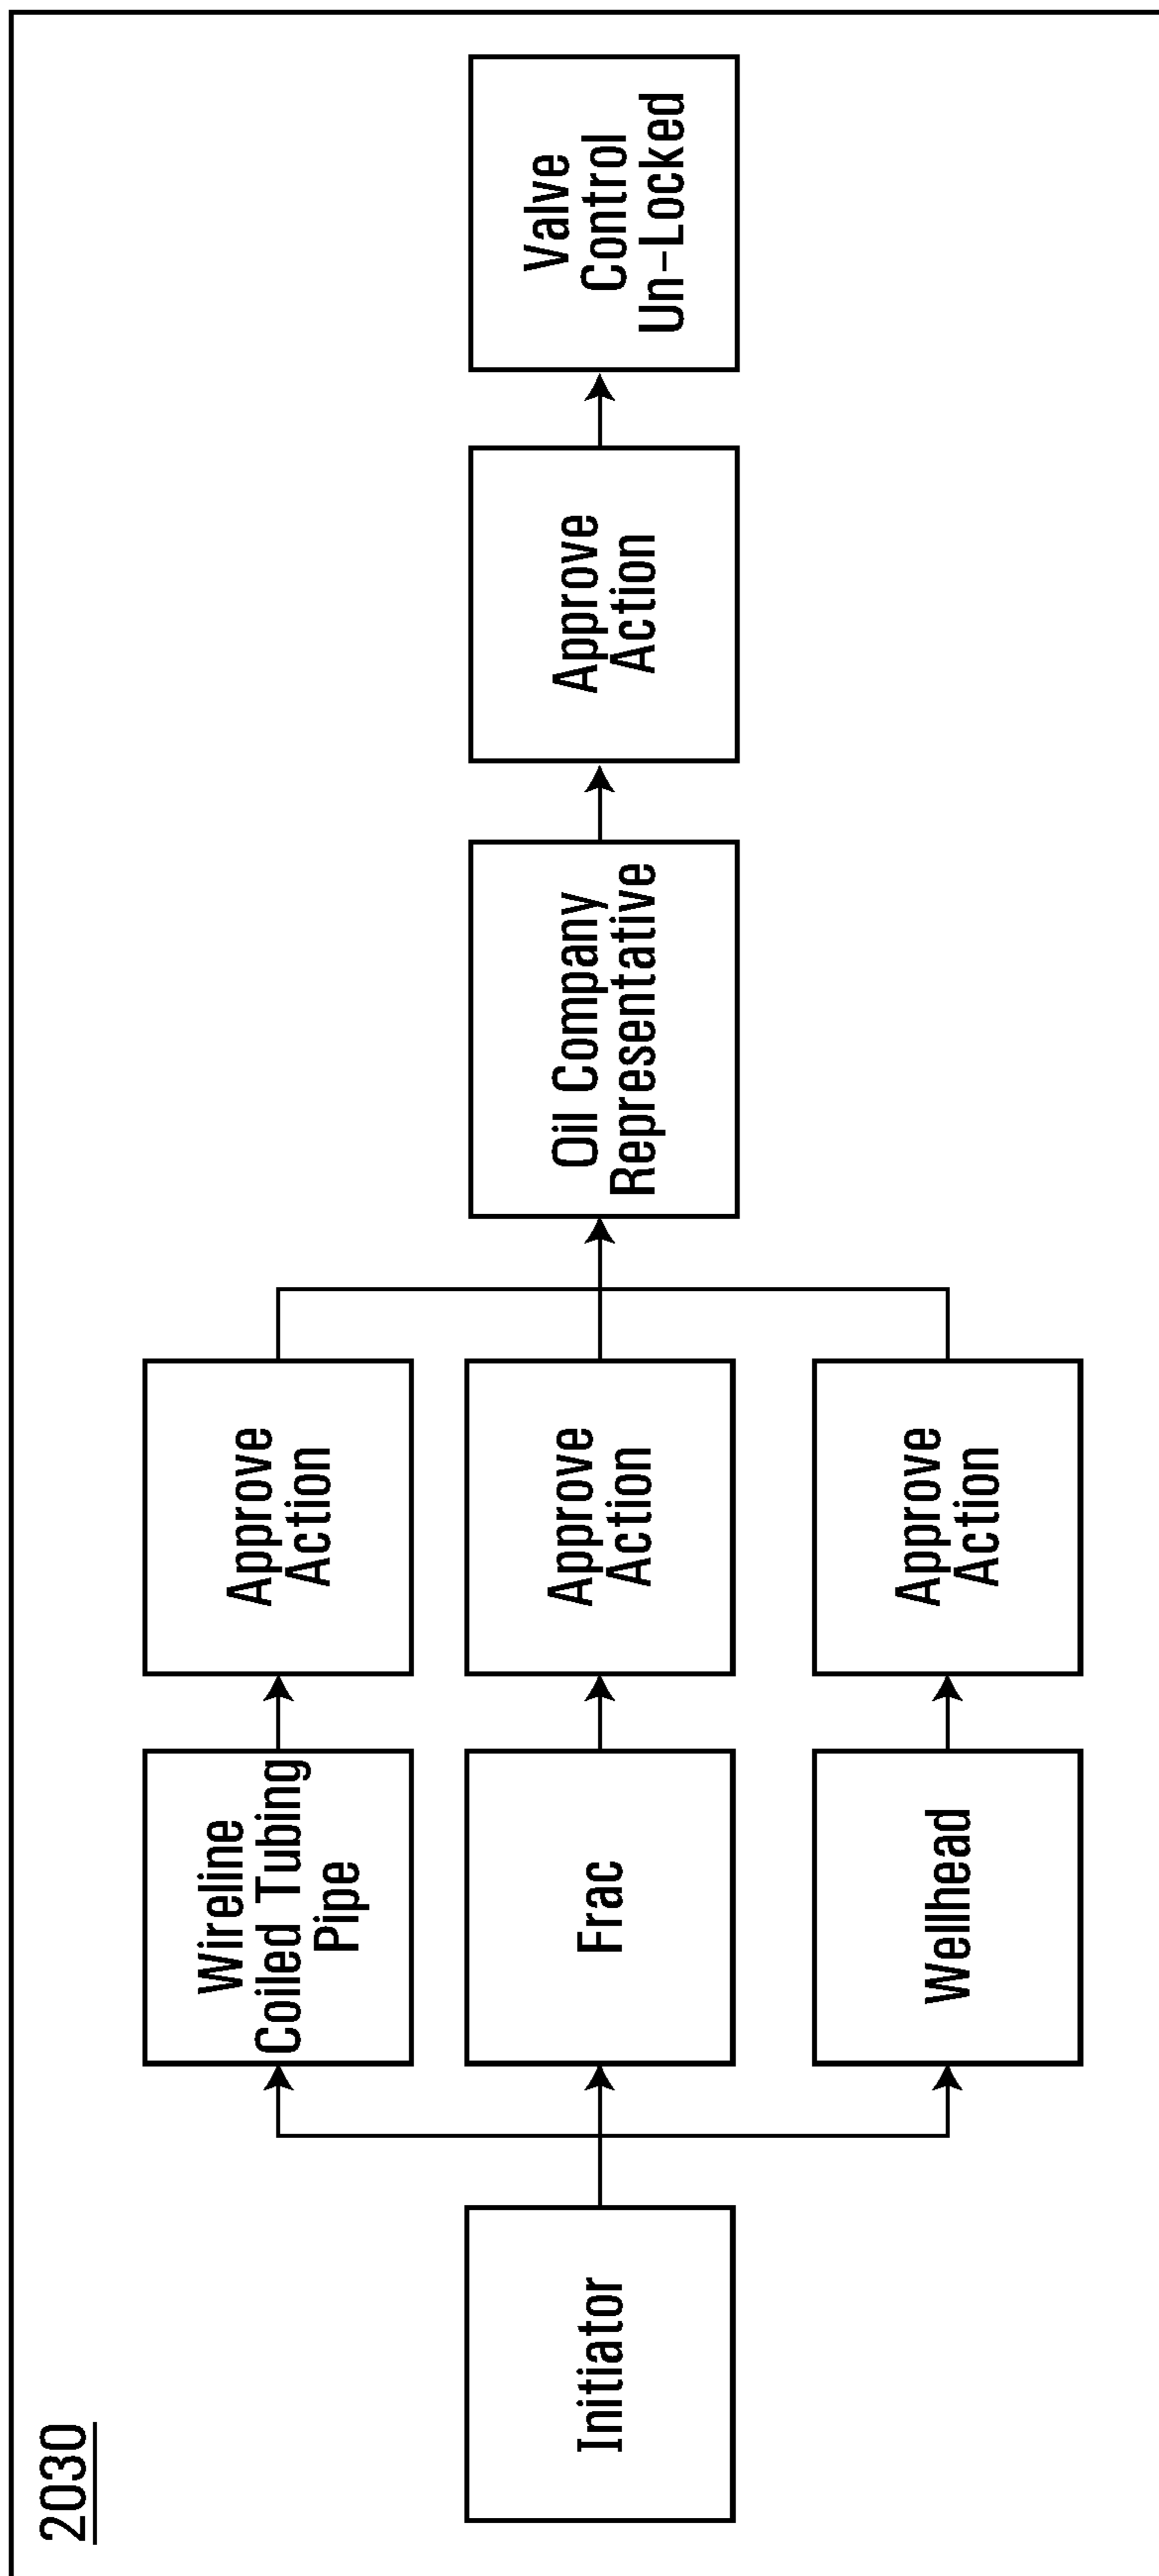 2030
Initiator
Wireline
Coiled Tubing
Pipe
Approve
Action
Frac
Approve
Action
Wellhead
Approve
Action
Oil Company
Representative
Approve
Action
Valve
Control
Un-Locked